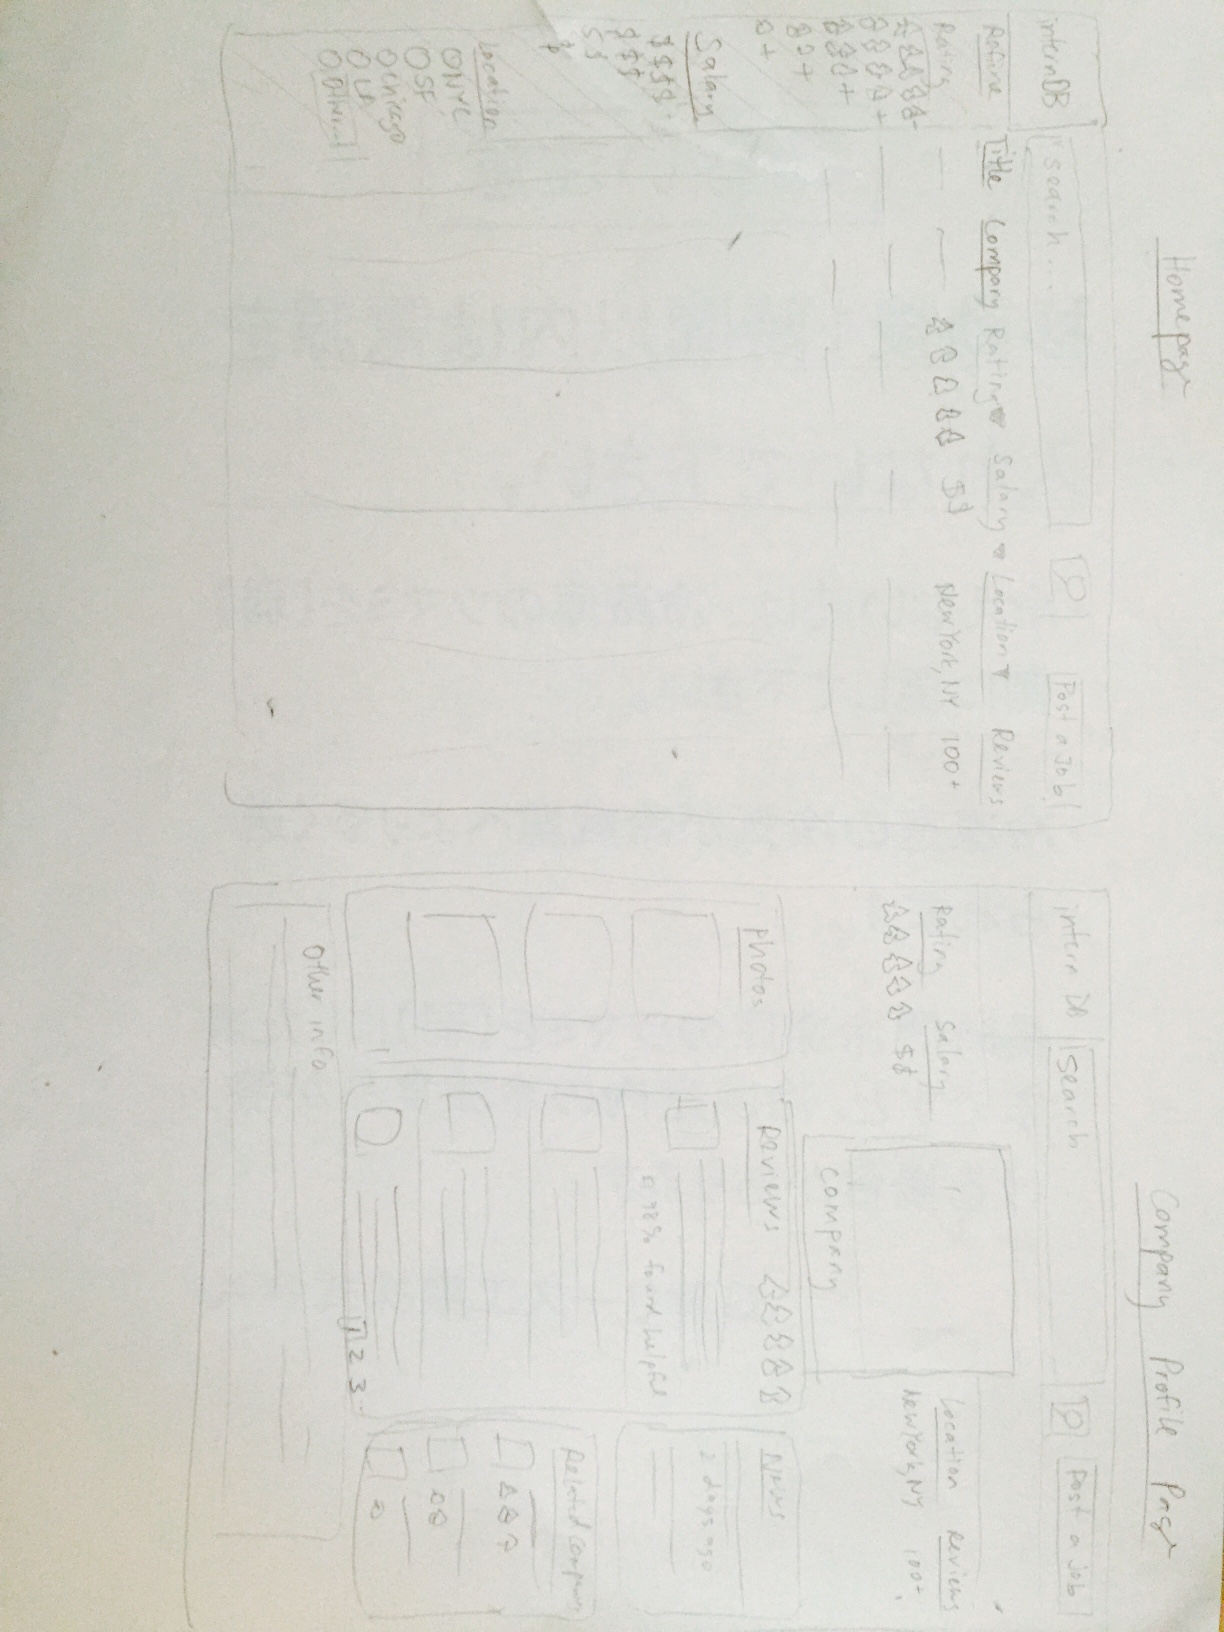 Homepage
internDB
search...
Post a Job
Refine
Title Company Rating Salary Location Reviews
Rating
$$ New York, NY 100+
+
+
+
+
Salary
$$$$
$$$
$$
$
Location
NYC
SF
Chicago
LA
Other
Company Profile Page
intern DB
Search
Post a Job
Rating Salary
$$
Company
Location Reviews
New York, NY 100+
Photos
Reviews
98% found helpful
1 2 3
News
2 days ago
Related company
Other info